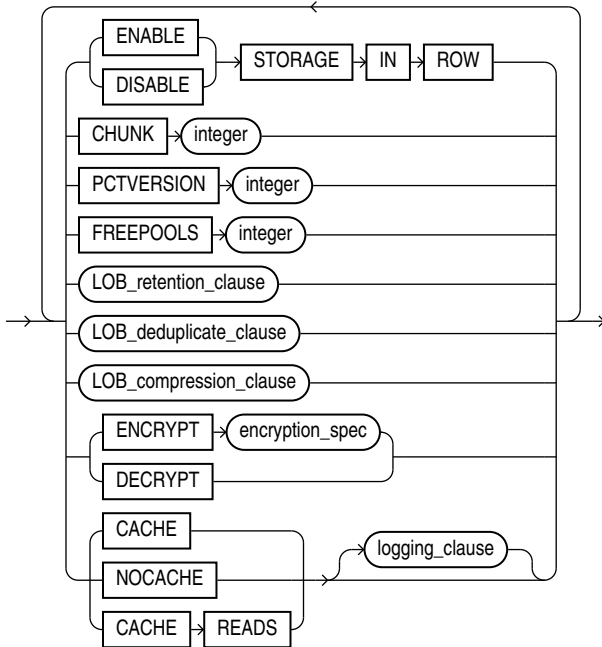 ENABLE
STORAGE IN ROW
DISABLE
CHUNK integer
PCTVERSION integer
FREEPOOLS integer
LOB_retention_clause
LOB_deduplicate_clause
LOB_compression_clause
ENCRYPT encryption_spec
DECRYPT
CACHE
logging_clause
NOCACHE
CACHE READS